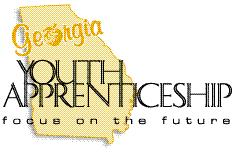 Georgia
YOUTH
APPRENTICESHIP
focus on the future